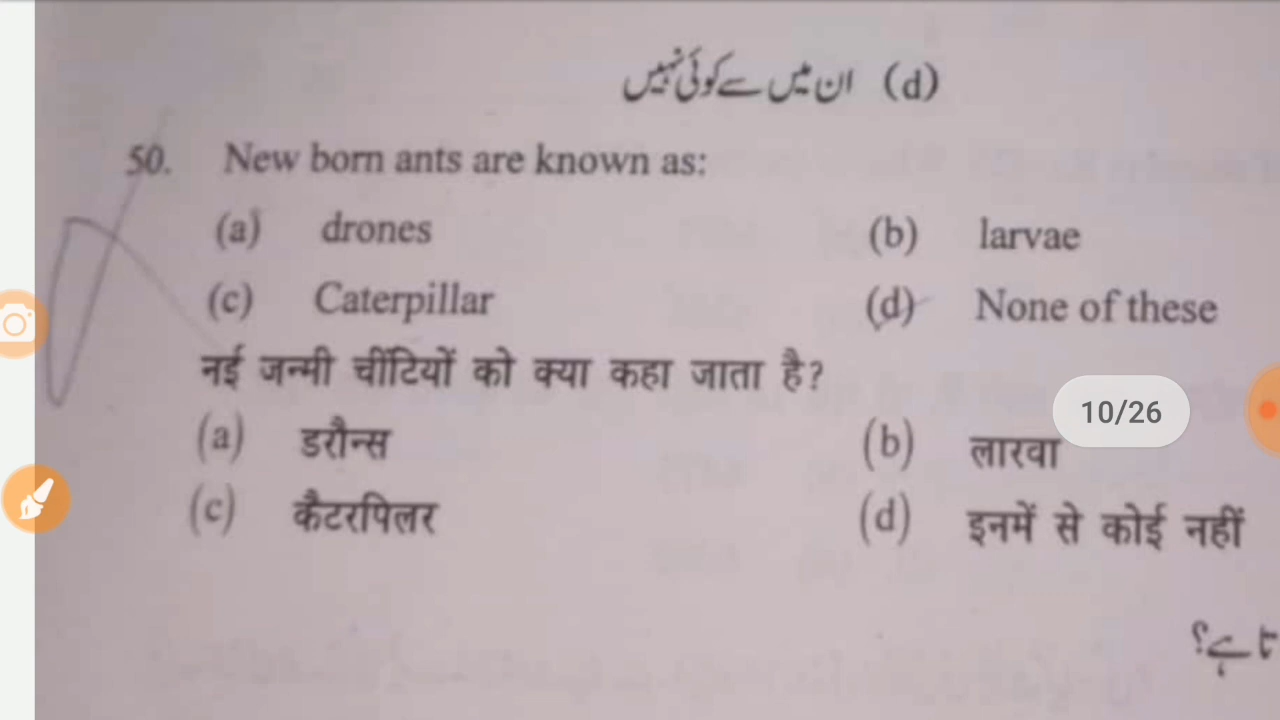 ان میں سے کوئی نہیں (d)
50. New born ants are known as:
(a) drones (b) larvae
(c) Caterpillar (d) None of these
नई जन्मी चींटियों को क्या कहा जाता है?
(a) डरौन्स (b) लारवा
10/26
(c) कैटरपिलर (d) इनमें से कोई नहीं